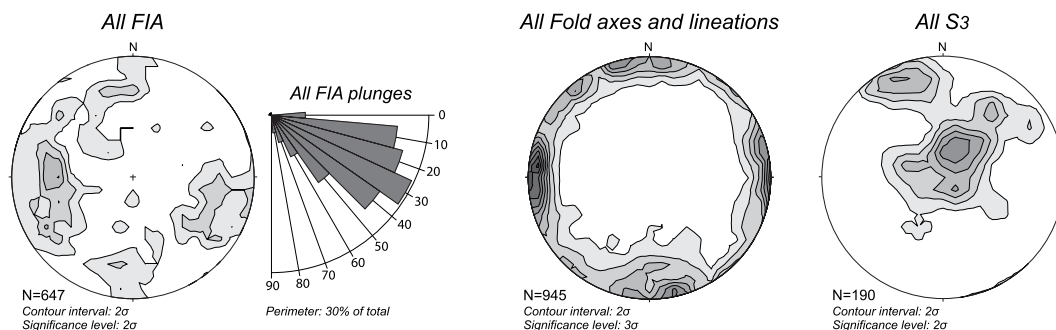 All FIA
N
N=647
Contour interval: 2σ
Significance level: 2σ
All FIA plunges
0
10
20
30
40
50
60
70
80
90
Perimeter: 30% of total
All Fold axes and lineations
N
N=945
Contour interval: 2σ
Significance level: 3σ
All S3
N
N=190
Contour interval: 2σ
Significance level: 2σ